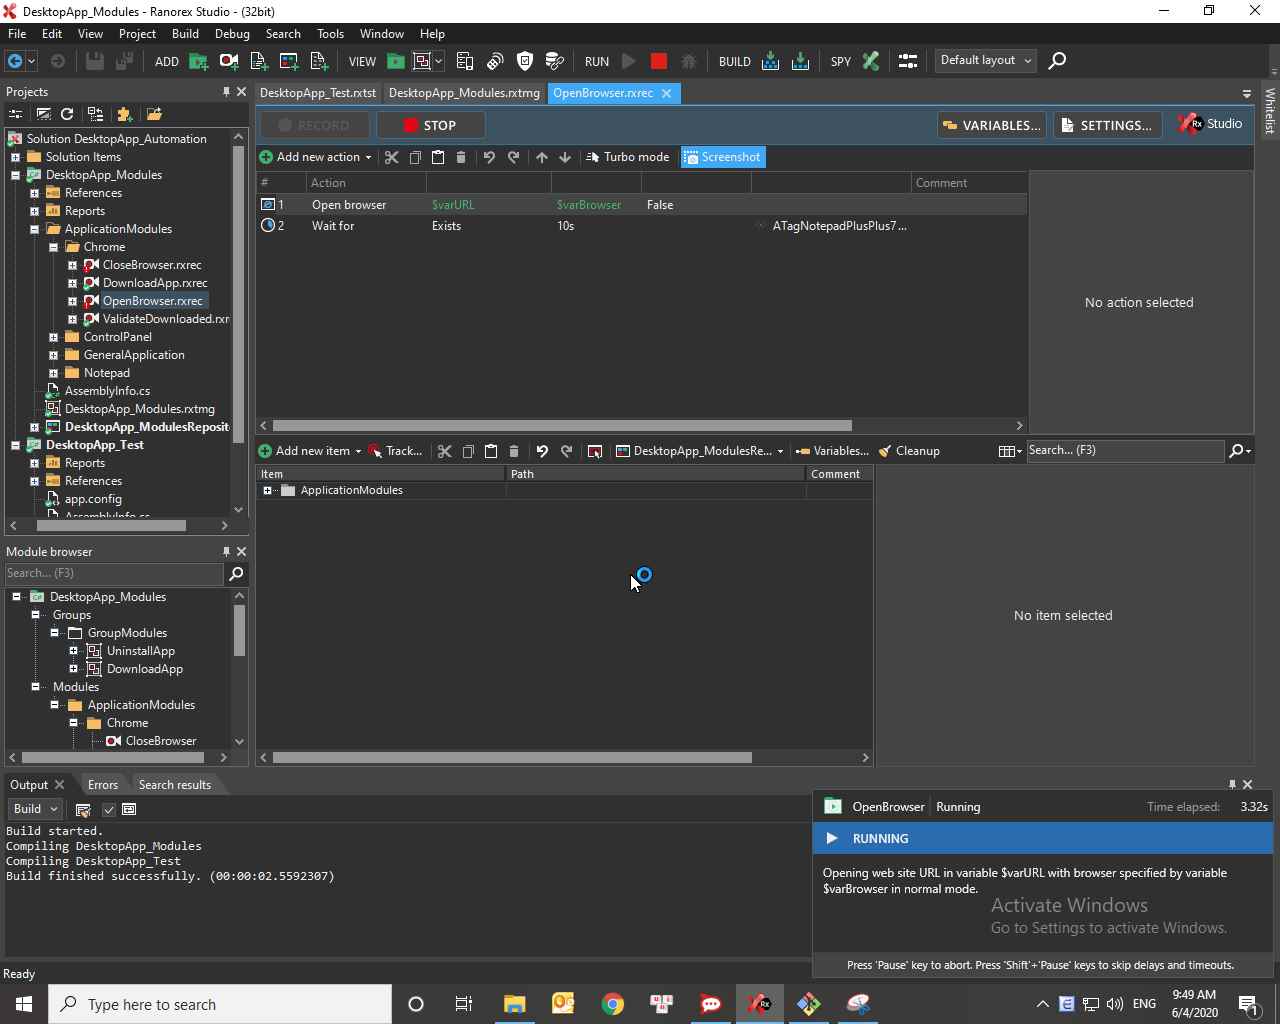 DesktopApp_Modules - Ranorex Studio - (32bit)
File Edit View Project Build Debug Search Tools Window Help
ADD VIEW RUN BUILD SPY Default layout
Projects
Solution DesktopApp_Automation
Solution Items
DesktopApp_Modules
References
Reports
ApplicationModules
Chrome
CloseBrowser.rxrec
DownloadApp.rxrec
OpenBrowser.rxrec
ValidateDownloaded.rxr
ControlPanel
GeneralApplication
Notepad
AssemblyInfo.cs
DesktopApp_Modules.rxtmg
DesktopApp_ModulesReposit
DesktopApp_Test
Reports
References
app.config
AssemblyInfo.cs
Module browser
Search... (F3)
DesktopApp_Modules
Groups
GroupModules
UninstallApp
DownloadApp
Modules
ApplicationModules
Chrome
CloseBrowser
DesktopApp_Test.rxtst DesktopApp_Modules.rxtmg OpenBrowser.rxrec
Whitelist
RECORD STOP VARIABLES... SETTINGS... Rx Studio
Add new action Turbo mode Screenshot
# Action Comment
1 Open browser $varURL $varBrowser False
2 Wait for Exists 10s ATagNotepadPlusPlus7...
No action selected
Add new item Track... DesktopApp_ModulesRe... Variables... Cleanup Search... (F3)
Item Path Comment
ApplicationModules
No item selected
Output Errors Search results
Build
Build started.
Compiling DesktopApp_Modules
Compiling DesktopApp_Test
Build finished successfully. (00:00:02.5592307)
OpenBrowser Running Time elapsed: 3.32s
RUNNING
Opening web site URL in variable $varURL with browser specified by variable
$varBrowser in normal mode.
Activate Windows
Go to Settings to activate Windows.
Press 'Pause' key to abort. Press 'Shift'+'Pause' keys to skip delays and timeouts.
Ready
Type here to search
ENG
9:49 AM
6/4/2020
1